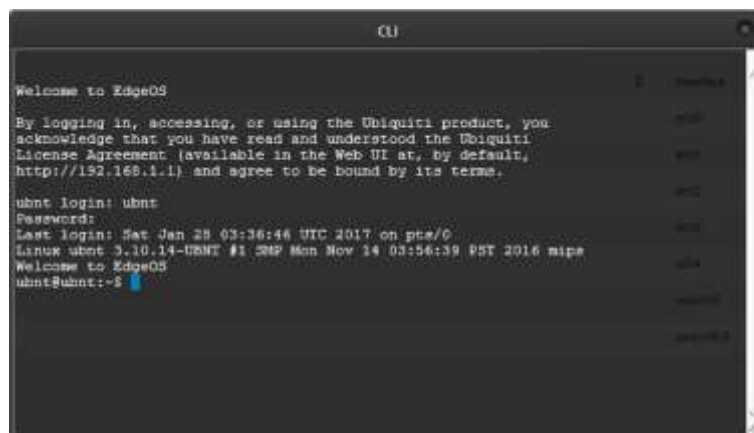 CLI
Welcome to EdgeOS
By logging in, accessing, or using the Ubiquiti product, you
acknowledge that you have read and understood the Ubiquiti
License Agreement (available in the Web UI at, by default,
http://192.168.1.1) and agree to be bound by its terms.
ubnt login: ubnt
Password:
Last login: Sat Jan 28 03:36:46 UTC 2017 on pts/0
Linux ubnt 3.10.14-UBNT #1 SMP Mon Nov 14 03:56:39 PST 2016 mips
Welcome to EdgeOS
ubnt@ubnt:~$